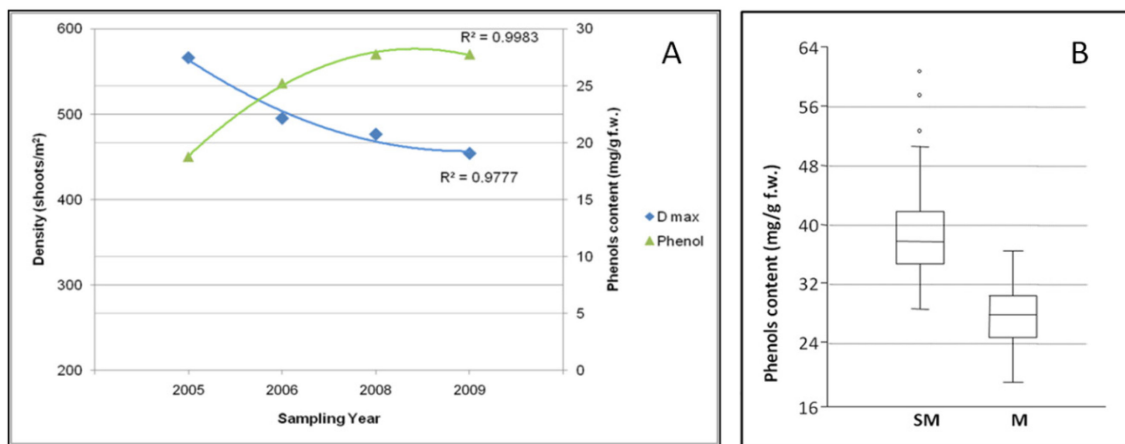 A
R² = 0.9983
R² = 0.9777
600
500
400
300
200
Density (shoots/m²)
30
25
20
15
10
5
0
Phenols content (mg/g f.w.)
2005 2006 2008 2009
Sampling Year
D max
Phenol
B
64
56
48
40
32
24
16
Phenols content (mg/g f.w.)
SM M